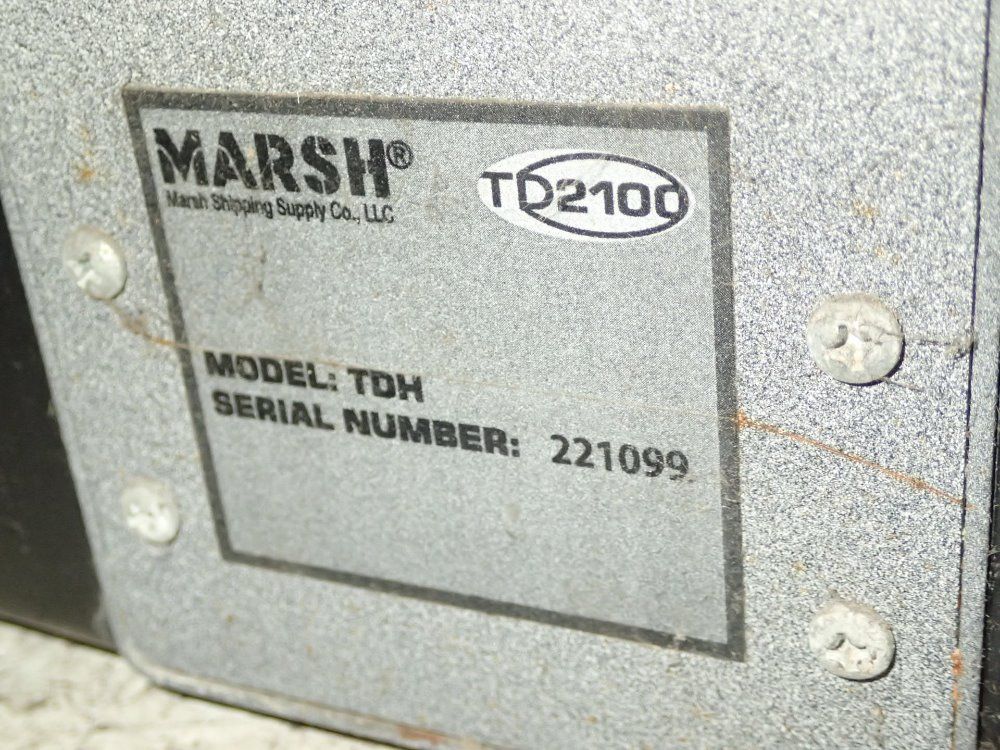 MARSH® TD2100
Marsh Shipping Supply Co., LLC
MODEL: TDH
SERIAL NUMBER: 221099